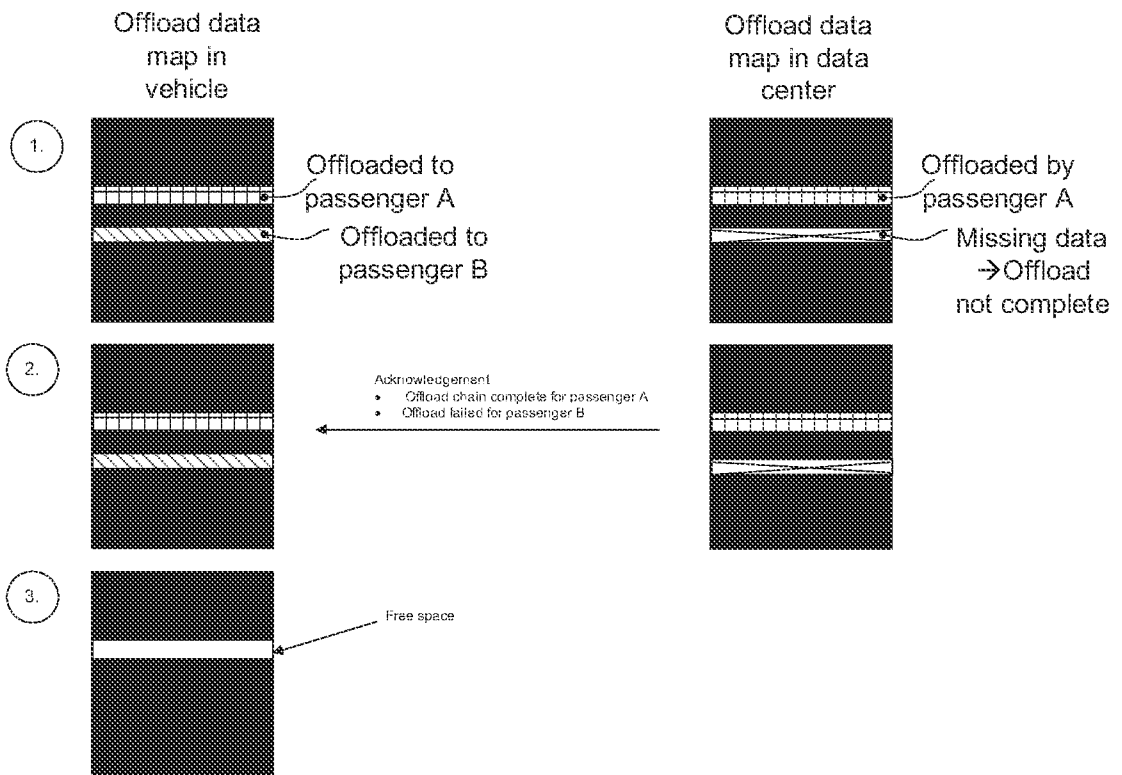 Offload data
map in
vehicle
Offload data
map in data
center
1.
Offloaded to
passenger A
Offloaded to
passenger B
Offloaded by
passenger A
Missing data
→Offload
not complete
2.
Acknowledgement
• Offload chain complete for passenger A
• Offload failed for passenger B
3.
Free space